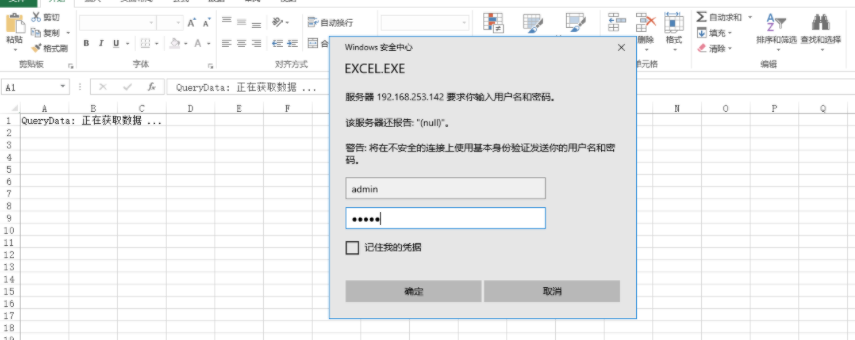 剪切
复制
粘贴
格式刷
剪贴板
B I U
A A
A
字体
自动换行
对齐方式
自动求和
填充
清除
格式
排序和筛选
查找和选择
编辑
A1
fx
QueryData: 正在获取数据 ...
A B C D E F N O P Q
1 QueryData: 正在获取数据 ...
2
3
4
5
6
7
8
9
10
11
12
13
14
15
16
17
18
Windows 安全中心
EXCEL.EXE
服务器 192.168.253.142 要求你输入用户名和密码。
该服务器还报告: "(null)"。
警告: 将在不安全的连接上使用基本身份验证发送你的用户名和密
码。
admin
记住我的凭据
确定
取消